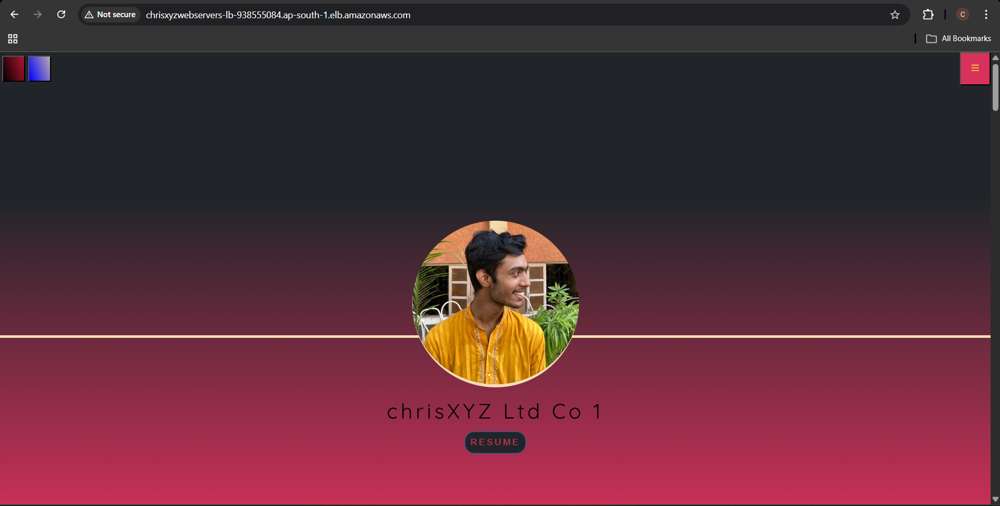 Not secure
chrisxyzwebservers-lb-938555084.ap-south-1.elb.amazonaws.com
C
All Bookmarks
chrisXYZ Ltd Co 1
RESUME